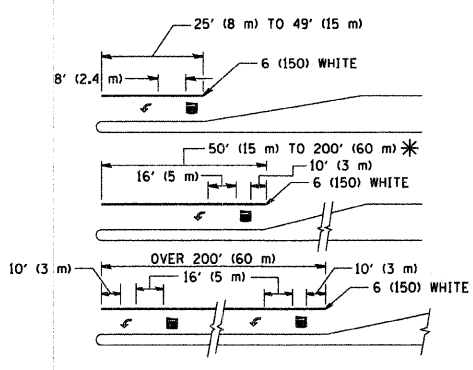 25' (8 m) TO 49' (15 m)
8' (2.4 m)
6 (150) WHITE
50' (15 m) TO 200' (60 m) *
16' (5 m)
10' (3 m)
6 (150) WHITE
OVER 200' (60 m)
10' (3 m)
16' (5 m)
10' (3 m)
6 (150) WHITE